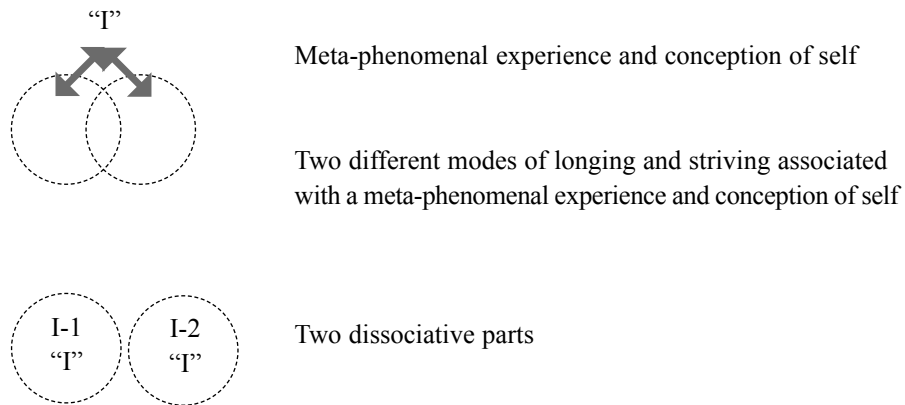 “I”
Meta-phenomenal experience and conception of self
Two different modes of longing and striving associated
with a meta-phenomenal experience and conception of self
I-1
“I”
I-2
“I”
Two dissociative parts